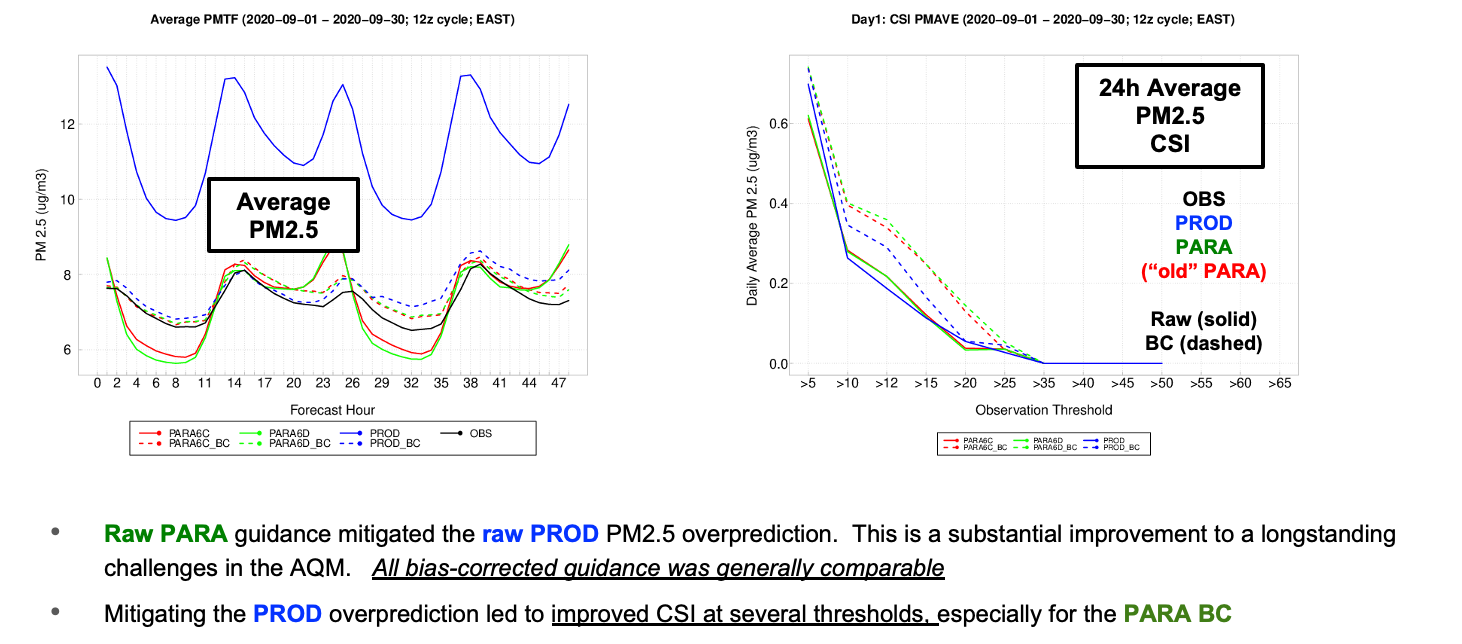 Average PMTF (2020−09−01 − 2020−09−30; 12z cycle; EAST)
PM 2.5 (ug/m3)
12
10
8
6
Average
PM2.5
0 2 4 6 8 11 14 17 20 23 26 29 32 35 38 41 44 47
Forecast Hour
PARA6C PARA6D PROD OBS
PARA6C_BC PARA6D_BC PROD_BC
Day1: CSI PMAVE (2020−09−01 − 2020−09−30; 12z cycle; EAST)
Daily Average PM 2.5 (ug/m3)
0.6
0.4
0.2
0.0
24h Average
PM2.5
CSI
OBS
PROD
PARA
(“old” PARA)
Raw (solid)
BC (dashed)
>5 >10 >12 >15 >20 >25 >35 >40 >45 >50 >55 >60 >65
Observation Threshold
PARA6C PARA6D PROD
PARA6C_BC PARA6D_BC PROD_BC
• Raw PARA guidance mitigated the raw PROD PM2.5 overprediction. This is a substantial improvement to a longstanding
challenges in the AQM. All bias-corrected guidance was generally comparable
• Mitigating the PROD overprediction led to improved CSI at several thresholds, especially for the PARA BC